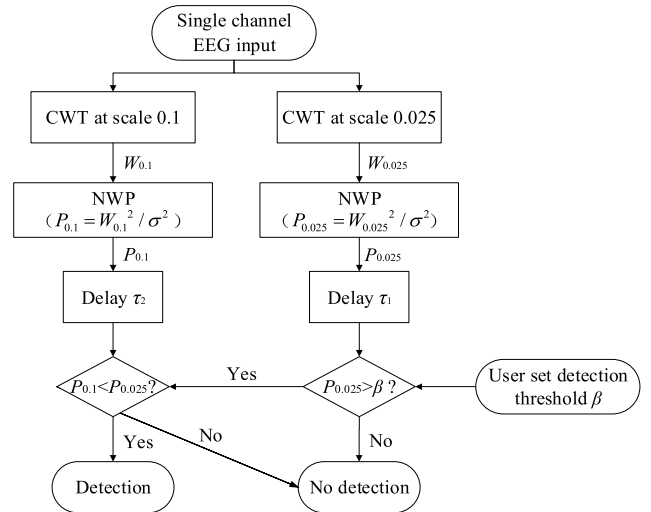 Single channel
EEG input
CWT at scale 0.1
CWT at scale 0.025
W0.1
W0.025
NWP
( P0.1 = W0.1² / σ² )
NWP
( P0.025 = W0.025² / σ² )
P0.1
P0.025
Delay τ2
Delay τ1
P0.1<P0.025?
Yes
P0.025>β ?
User set detection
threshold β
Yes
No
No
Detection
No detection